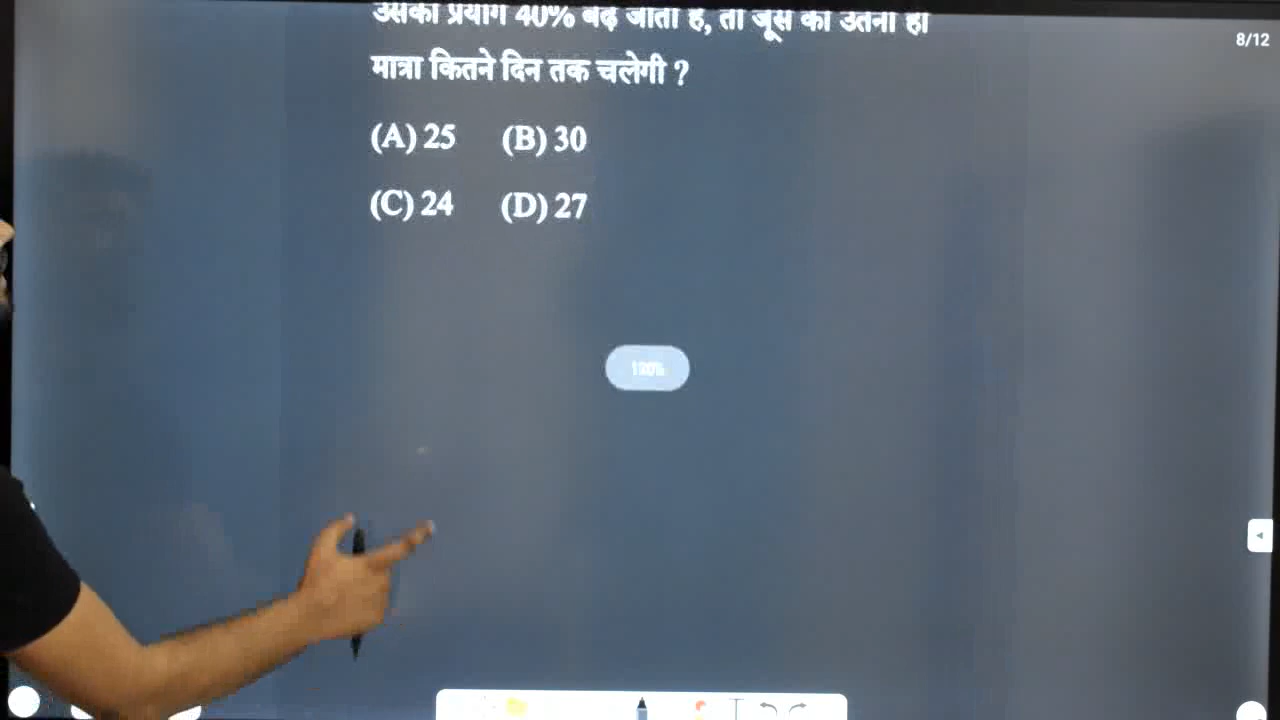 उसका प्रयोग 40% बढ़ जाता है, तो जूस की उतनी ही
8/12
मात्रा कितने दिन तक चलेगी ?
(A) 25 (B) 30
(C) 24 (D) 27